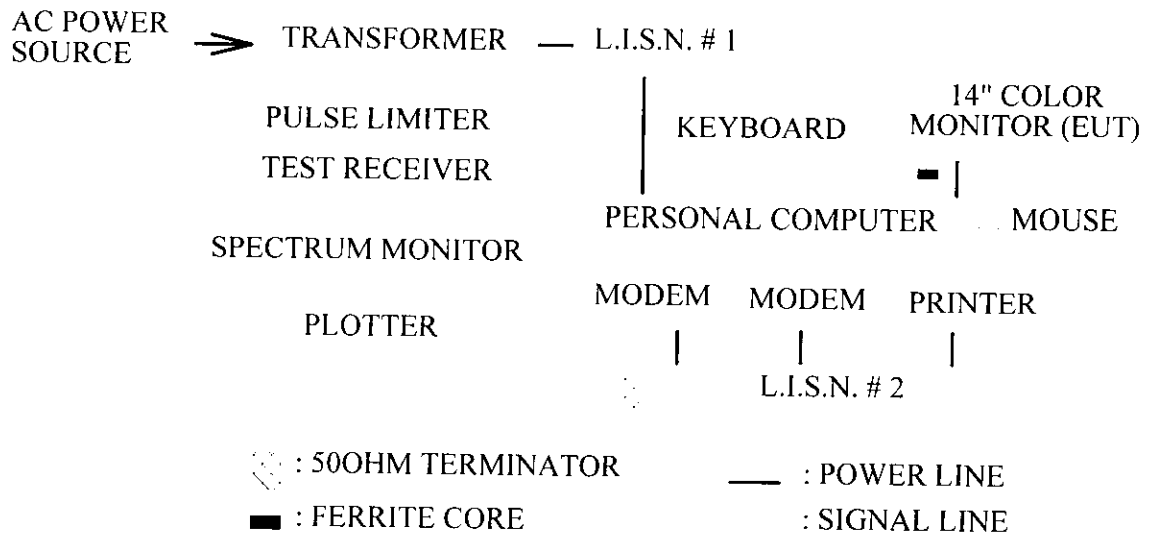 AC POWER
SOURCE
TRANSFORMER
L.I.S.N. # 1
PULSE LIMITER
KEYBOARD
14" COLOR
MONITOR (EUT)
TEST RECEIVER
PERSONAL COMPUTER
MOUSE
SPECTRUM MONITOR
MODEM
MODEM
PRINTER
PLOTTER
L.I.S.N. # 2
: 50OHM TERMINATOR
: POWER LINE
: FERRITE CORE
: SIGNAL LINE